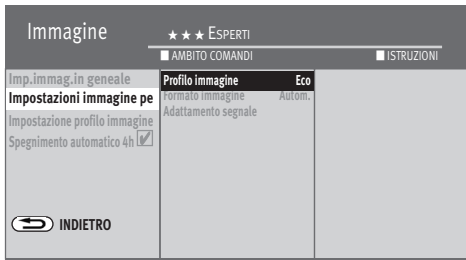 Immagine
★ ★ ★ ESPERTI
AMBITO COMANDI
ISTRUZIONI
Imp.immag.in geneale
Impostazioni immagine pe
Impostazione profilo immagine
Spegnimento automatico 4h
Profilo immagine Eco
Formato immagine Autom.
Adattamento segnale
INDIETRO